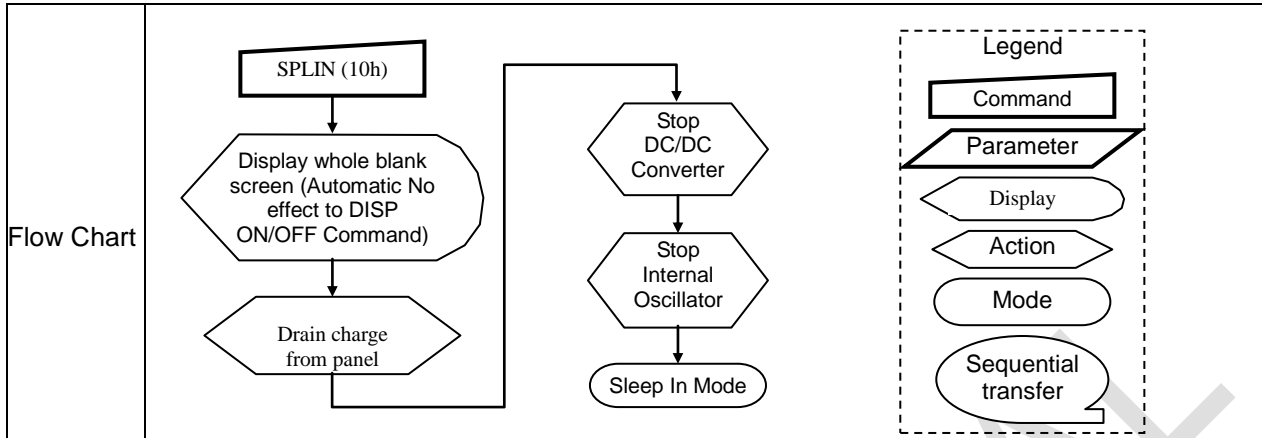 Flow Chart
SPLIN (10h)
Display whole blank
screen (Automatic No
effect to DISP
ON/OFF Command)
Drain charge
from panel
Stop
DC/DC
Converter
Stop
Internal
Oscillator
Sleep In Mode
Legend
Command
Parameter
Display
Action
Mode
Sequential
transfer